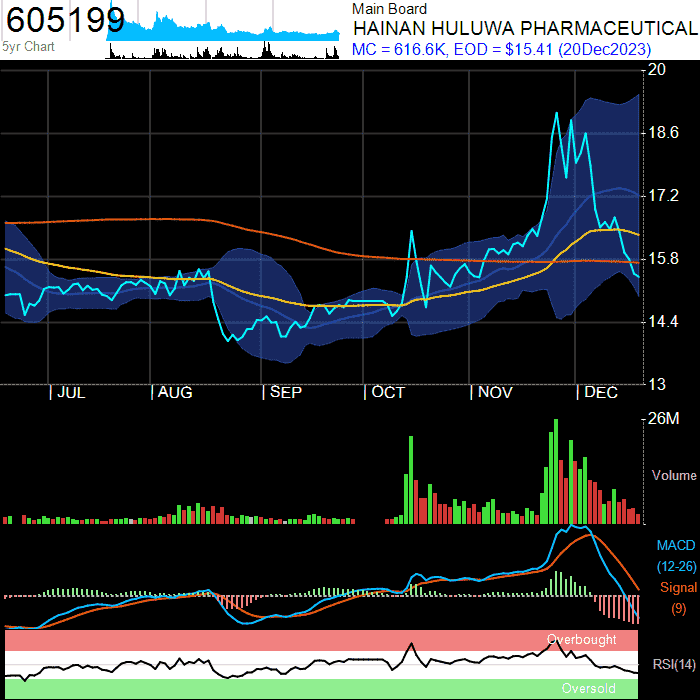 605199
5yr Chart
Main Board
HAINAN HULUWA PHARMACEUTICAL
MC = 616.6K, EOD = $15.41 (20Dec2023)
20
18.6
17.2
15.8
14.4
13
JUL AUG SEP OCT NOV DEC
26M
Volume
MACD
(12-26)
Signal
(9)
Overbought
RSI(14)
Oversold